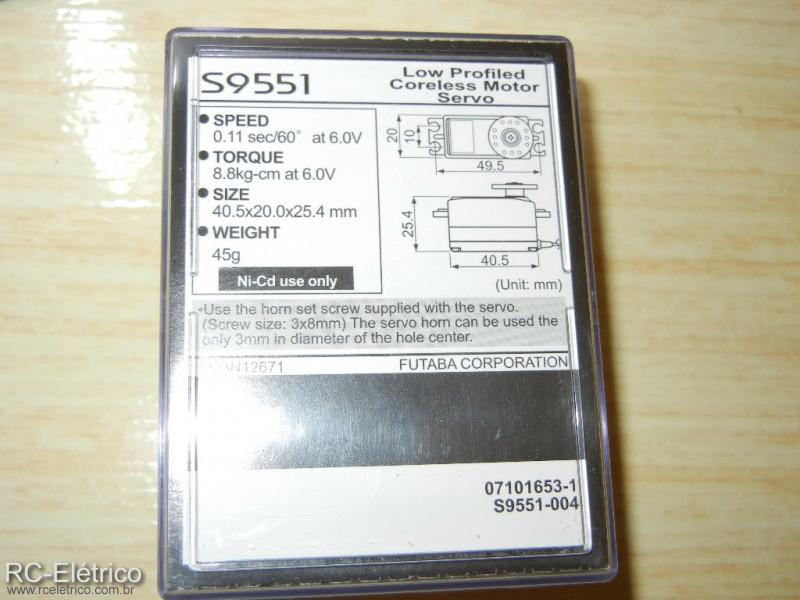 S9551
Low Profiled
Coreless Motor
Servo
• SPEED
0.11 sec/60° at 6.0V
• TORQUE
8.8kg-cm at 6.0V
• SIZE
40.5x20.0x25.4 mm
• WEIGHT
45g
Ni-Cd use only
20
10
49.5
25.4
40.5
(Unit: mm)
•Use the horn set screw supplied with the servo.
(Screw size: 3x8mm) The servo horn can be used the
only 3mm in diameter of the hole center.
FUTABA CORPORATION
07101653-1
S9551-004
RC-Elétrico
www.rceletrico.com.br